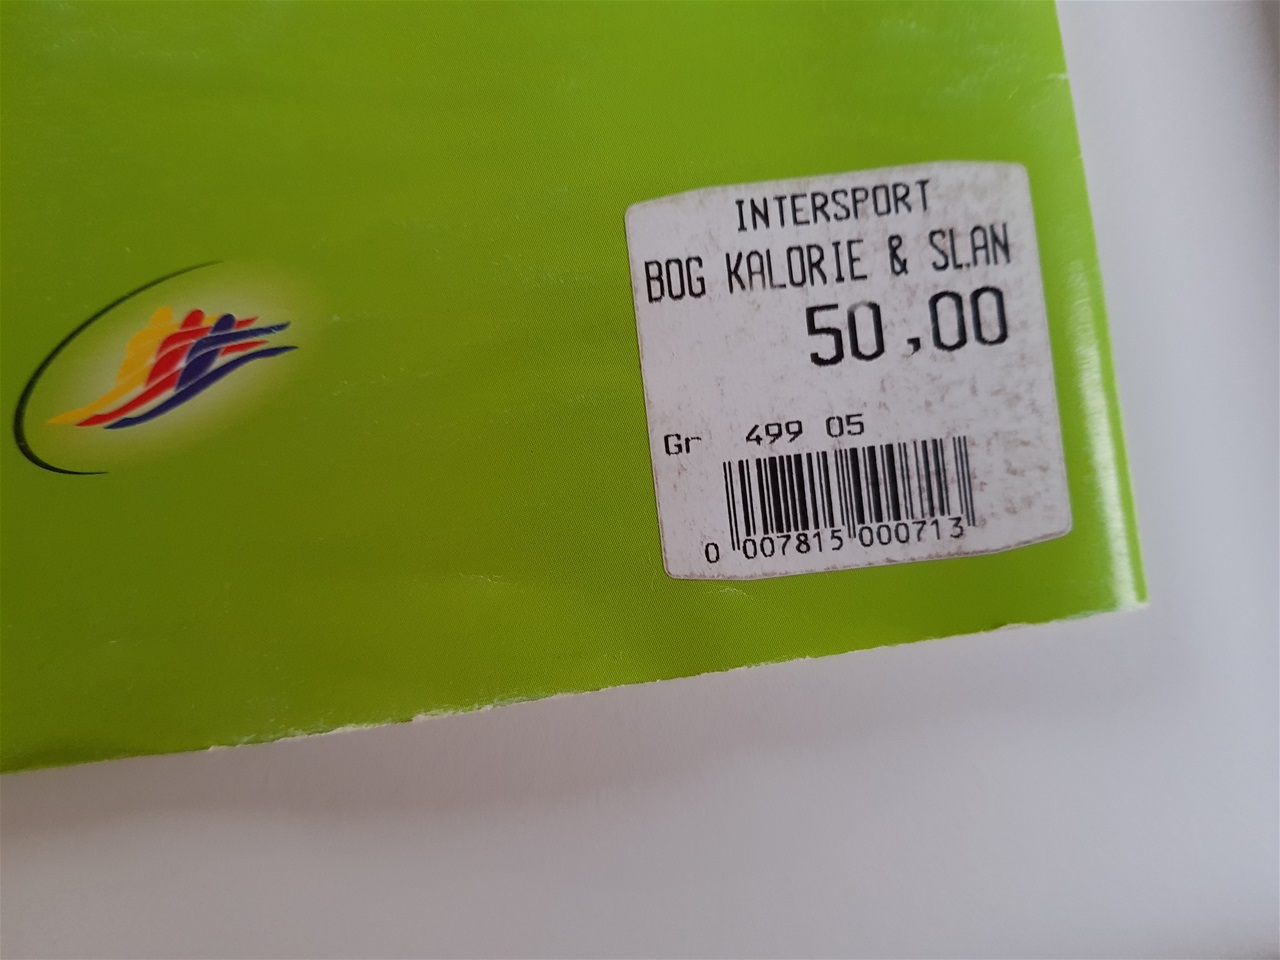 INTERSPORT
BOG KALORIE & SL.AN
50,00
Gr 499 05
0 007815 000713